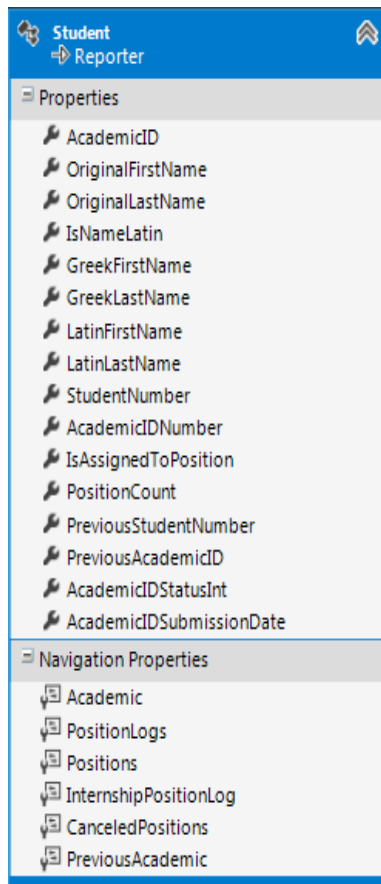 Student
Reporter
Properties
AcademicID
OriginalFirstName
OriginalLastName
IsNameLatin
GreekFirstName
GreekLastName
LatinFirstName
LatinLastName
StudentNumber
AcademicIDNumber
IsAssignedToPosition
PositionCount
PreviousStudentNumber
PreviousAcademicID
AcademicIDStatusInt
AcademicIDSubmissionDate
Navigation Properties
Academic
PositionLogs
Positions
InternshipPositionLog
CanceledPositions
PreviousAcademic